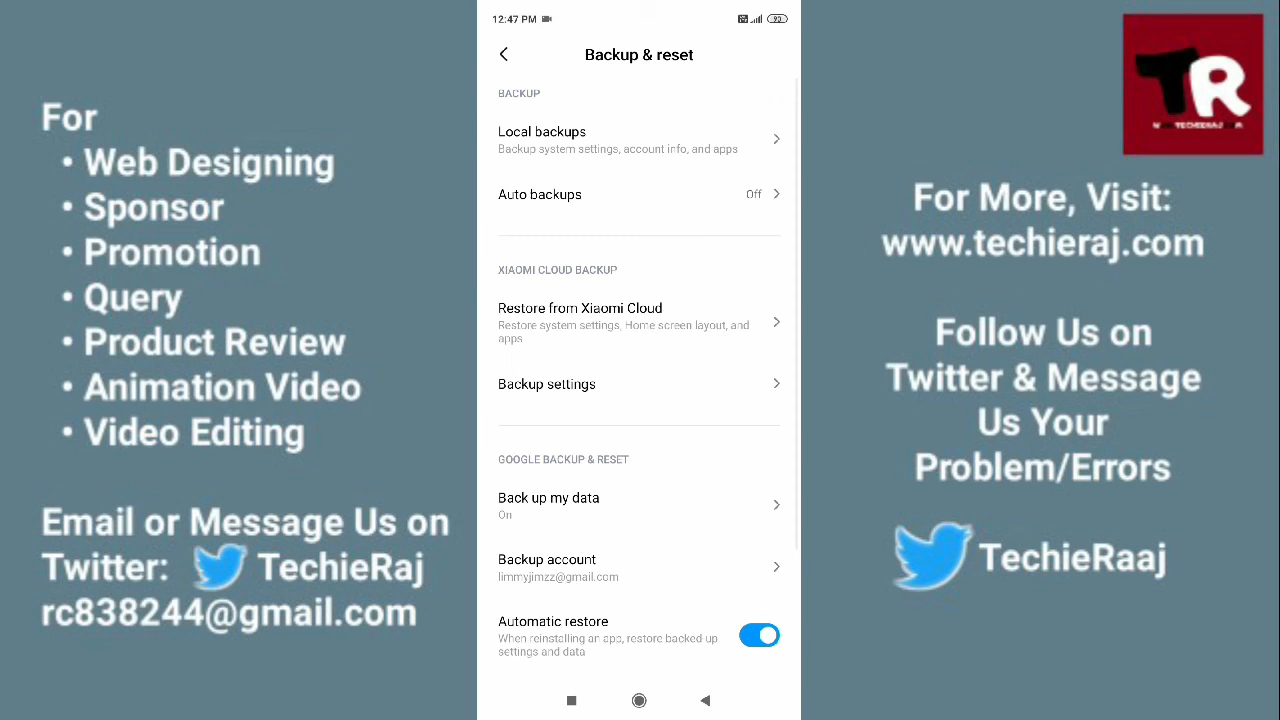 For
• Web Designing
• Sponsor
• Promotion
• Query
• Product Review
• Animation Video
• Video Editing
Email or Message Us on
Twitter: TechieRaj
rc838244@gmail.com
12:47 PM
90
Backup & reset
BACKUP
Local backups
Backup system settings, account info, and apps
Auto backups
Off
XIAOMI CLOUD BACKUP
Restore from Xiaomi Cloud
Restore system settings, Home screen layout, and
apps
Backup settings
GOOGLE BACKUP & RESET
Back up my data
On
Backup account
limmyjimzz@gmail.com
Automatic restore
When reinstalling an app, restore backed-up
settings and data
TR
For More, Visit:
www.techieraj.com
Follow Us on
Twitter & Message
Us Your
Problem/Errors
TechieRaaj